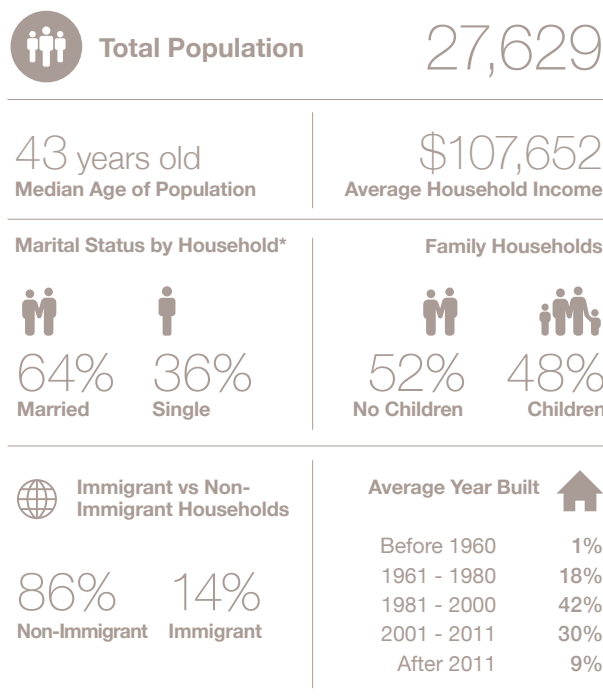 Total Population
27,629
43 years old
Median Age of Population
$107,652
Average Household Income
Marital Status by Household*
64% 36%
Married Single
Family Households
52% 48%
No Children Children
Immigrant vs Non-
Immigrant Households
86% 14%
Non-Immigrant Immigrant
Average Year Built
Before 1960 1%
1961 - 1980 18%
1981 - 2000 42%
2001 - 2011 30%
After 2011 9%